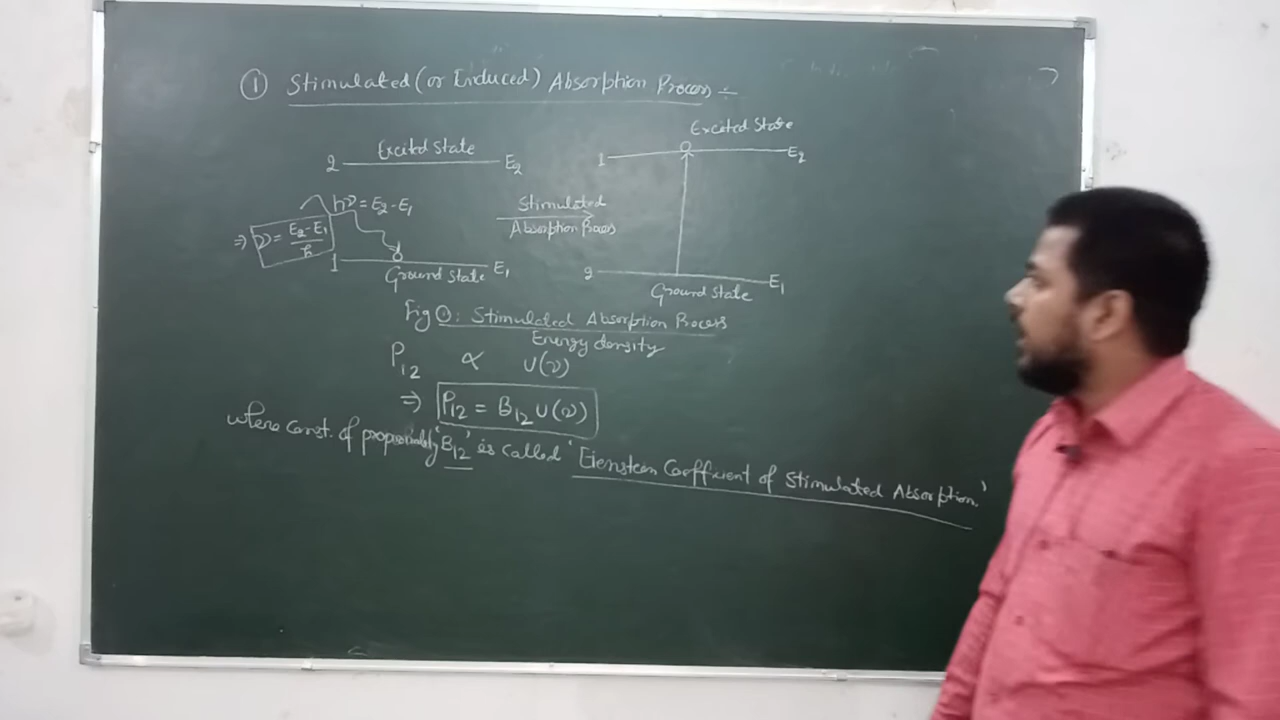 ① Stimulated (or Induced) Absorption Process :-
Excited State
2 E₂
hν = E₂ - E₁
⇒ ν = E₂ - E₁ / h
1 E₁
Ground State
Stimulated
Absorption Process
Excited State
1 E₂
2 E₁
Ground State
Fig ①: Stimulated Absorption Process
Energy density
P₁₂ ∝ U(ν)
⇒ P₁₂ = B₁₂ U(ν)
where const. of proportionality 'B₁₂' is called 'Eiensteen Coefficient of Stimulated Absorption.'